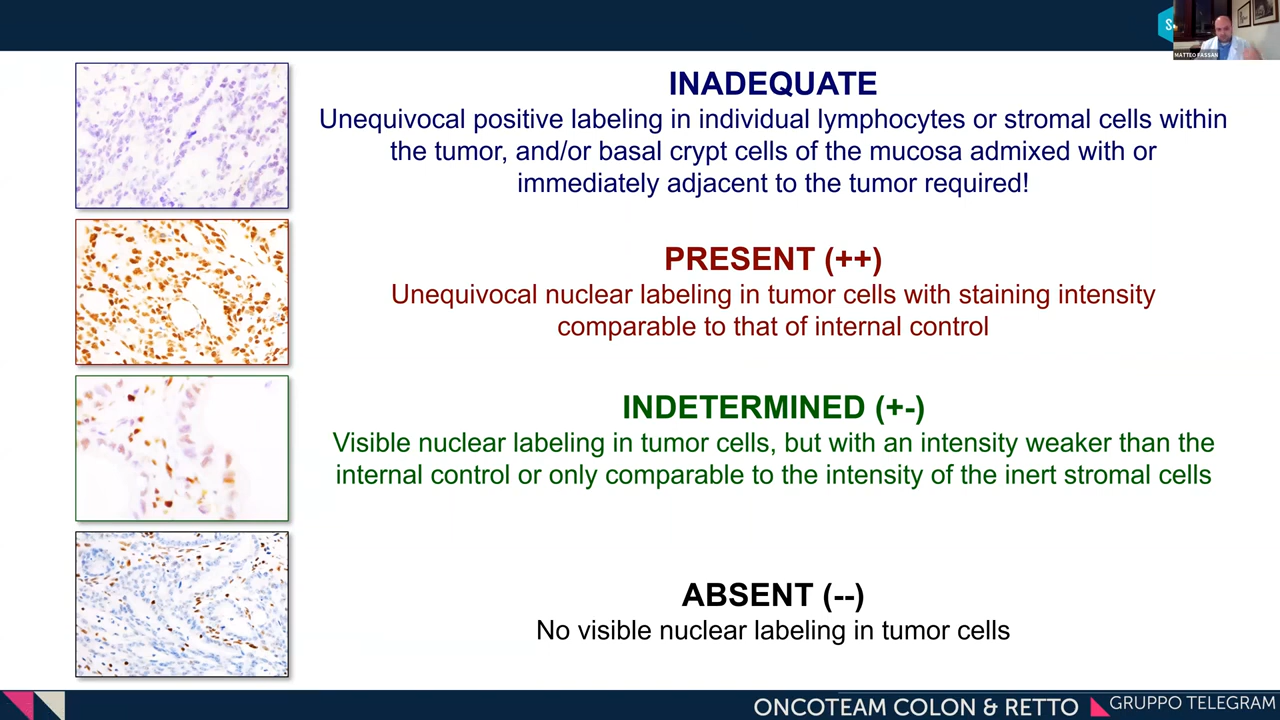 S
MATTEO FASSAN
INADEQUATE
Unequivocal positive labeling in individual lymphocytes or stromal cells within
the tumor, and/or basal crypt cells of the mucosa admixed with or
immediately adjacent to the tumor required!
PRESENT (++)
Unequivocal nuclear labeling in tumor cells with staining intensity
comparable to that of internal control
INDETERMINED (+-)
Visible nuclear labeling in tumor cells, but with an intensity weaker than the
internal control or only comparable to the intensity of the inert stromal cells
ABSENT (--)
No visible nuclear labeling in tumor cells
ONCOTEAM COLON & RETTO
GRUPPO TELEGRAM